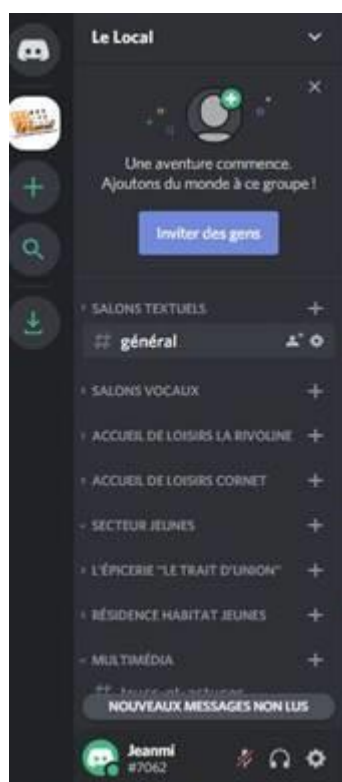 Le Local
Une aventure commence.
Ajoutons du monde à ce groupe !
Inviter des gens
SALONS TEXTUELS
# général
SALONS VOCAUX
ACCUEIL DE LOISIRS LA RIVOLINE
ACCUEIL DE LOISIRS CORNET
SECTEUR JEUNES
L'ÉPICERIE "LE TRAIT D'UNION"
RÉSIDENCE HABITAT JEUNES
MULTIMÉDIA
NOUVEAUX MESSAGES NON LUS
Jeanmi
#7062